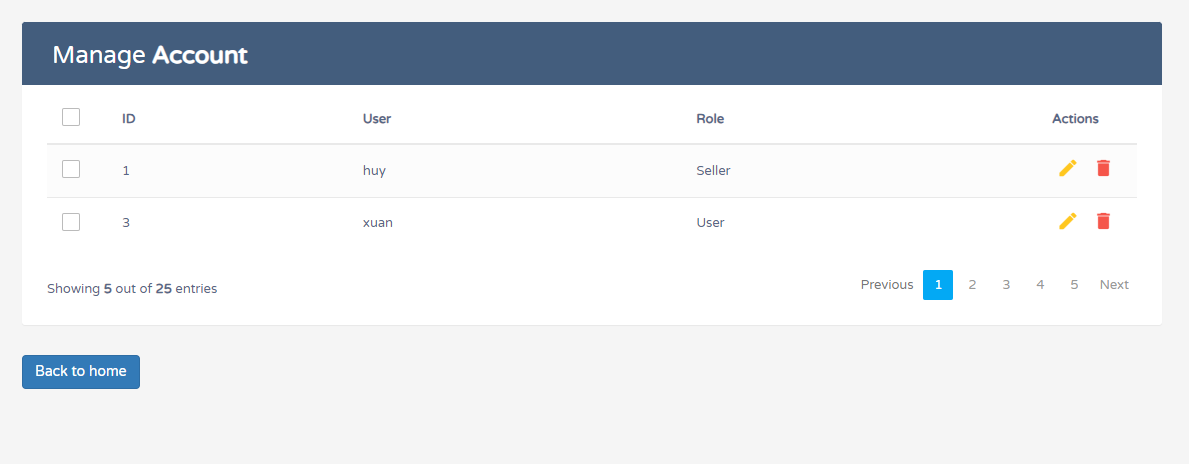 Manage Account
ID User Role Actions
1 huy Seller
3 xuan User
Showing 5 out of 25 entries
Previous 1 2 3 4 5 Next
Back to home